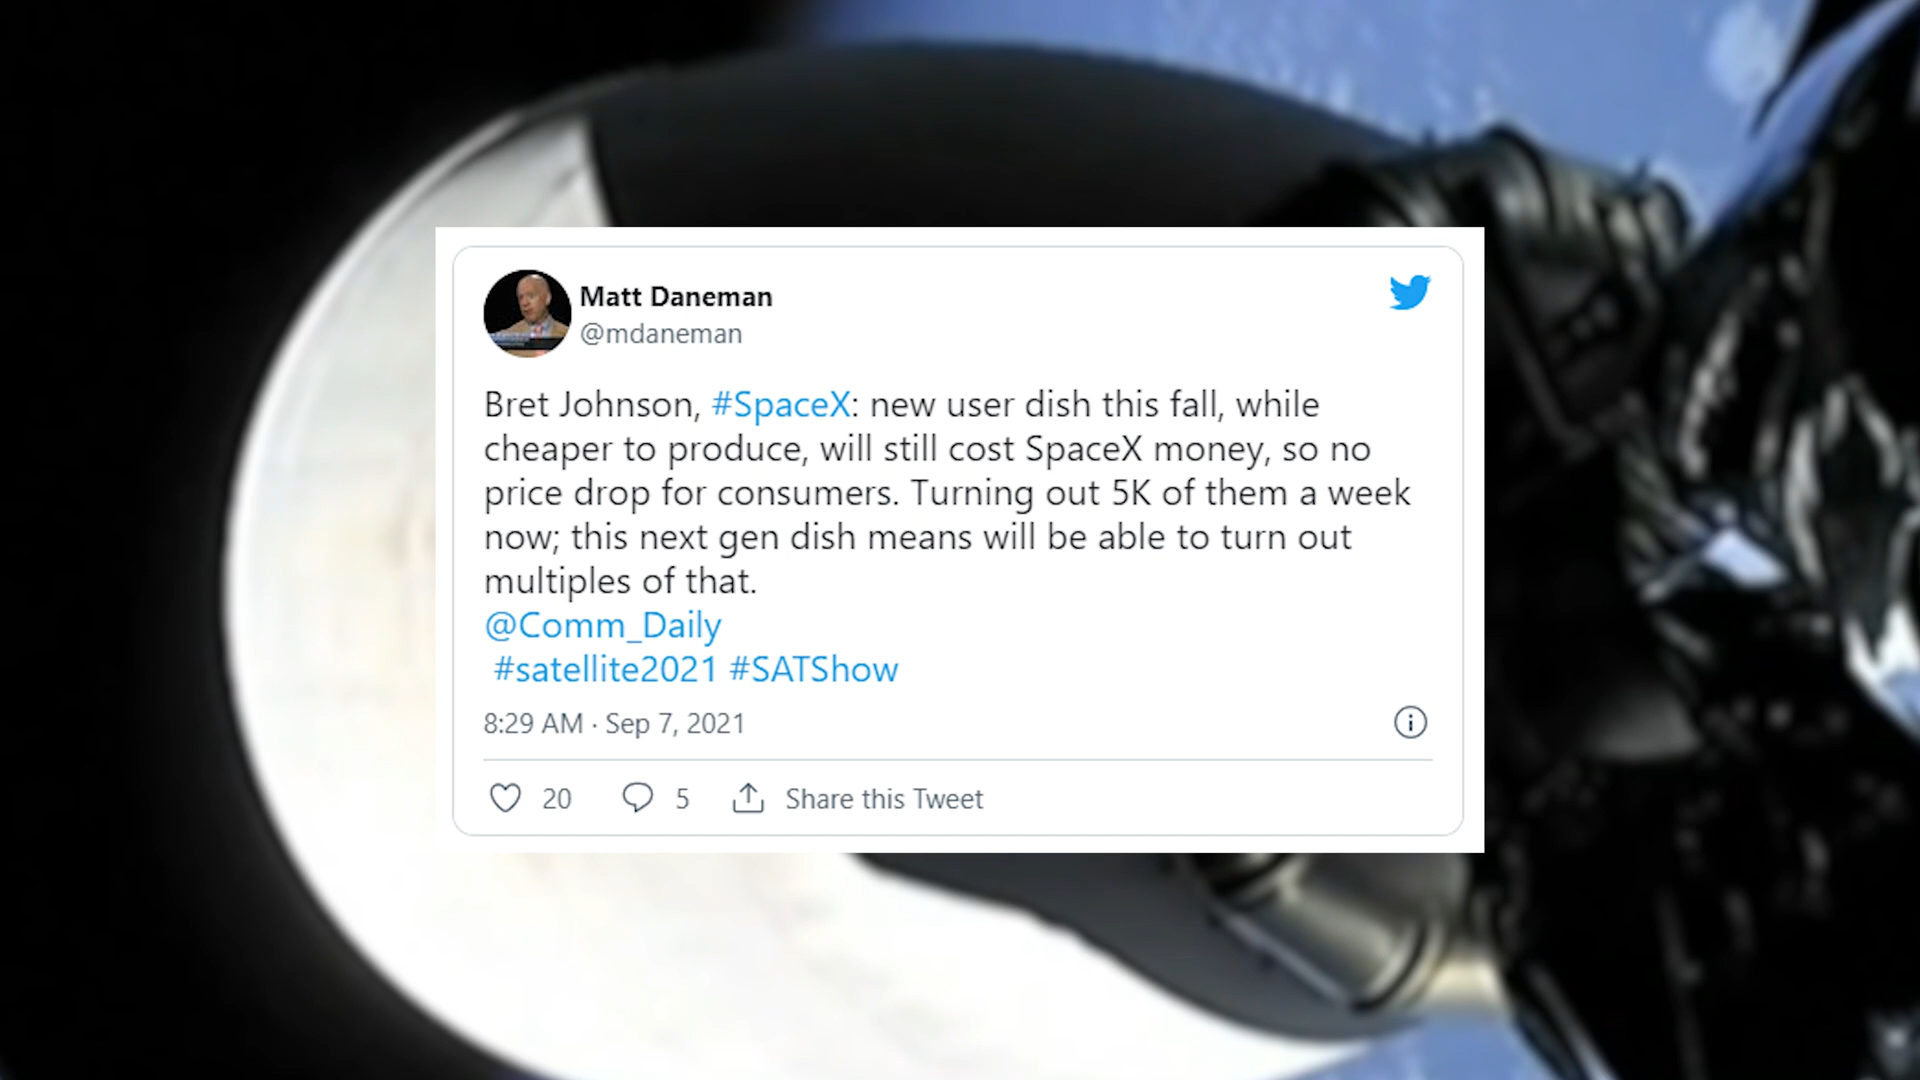 Matt Daneman
@mdaneman
Bret Johnson, #SpaceX: new user dish this fall, while
cheaper to produce, will still cost SpaceX money, so no
price drop for consumers. Turning out 5K of them a week
now; this next gen dish means will be able to turn out
multiples of that.
@Comm_Daily
#satellite2021 #SATShow
8:29 AM · Sep 7, 2021
20 5 Share this Tweet